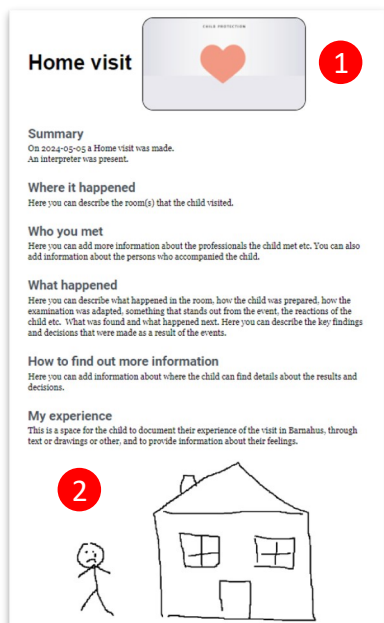 CHILD PROTECTION
Home visit
1
Summary
On 2024-05-05 a Home visit was made.
An interpreter was present.
Where it happened
Here you can describe the room(s) that the child visited.
Who you met
Here you can add more information about the professionals the child met etc. You can also
add information about the persons who accompanied the child.
What happened
Here you can describe what happened in the room, how the child was prepared, how the
examination was adapted, something that stands out from the event, the reactions of the
child etc. What was found and what happened next. Here you can describe the key findings
and decisions that were made as a result of the events.
How to find out more information
Here you can add information about where the child can find details about the results and
decisions.
My experience
This is a space for the child to document their experience of the visit in Barnahus, through
text or drawings or other, and to provide information about their feelings.
2